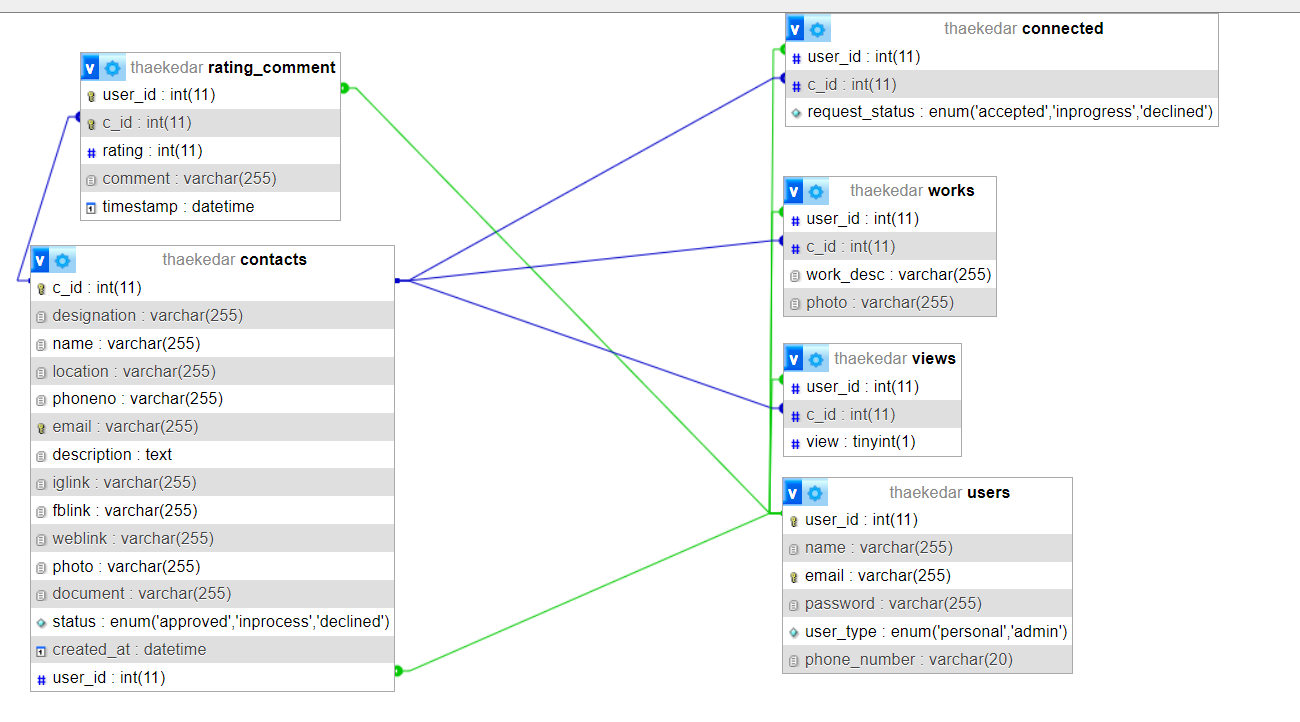 thaekedar rating_comment
user_id : int(11)
c_id : int(11)
rating : int(11)
comment : varchar(255)
timestamp : datetime
thaekedar contacts
c_id : int(11)
designation : varchar(255)
name : varchar(255)
location : varchar(255)
phoneno : varchar(255)
email : varchar(255)
description : text
iglink : varchar(255)
fblink : varchar(255)
weblink : varchar(255)
photo : varchar(255)
document : varchar(255)
status : enum('approved','inprocess','declined')
created_at : datetime
user_id : int(11)
thaekedar connected
user_id : int(11)
c_id : int(11)
request_status : enum('accepted','inprogress','declined')
thaekedar works
user_id : int(11)
c_id : int(11)
work_desc : varchar(255)
photo : varchar(255)
thaekedar views
user_id : int(11)
c_id : int(11)
view : tinyint(1)
thaekedar users
user_id : int(11)
name : varchar(255)
email : varchar(255)
password : varchar(255)
user_type : enum('personal','admin')
phone_number : varchar(20)